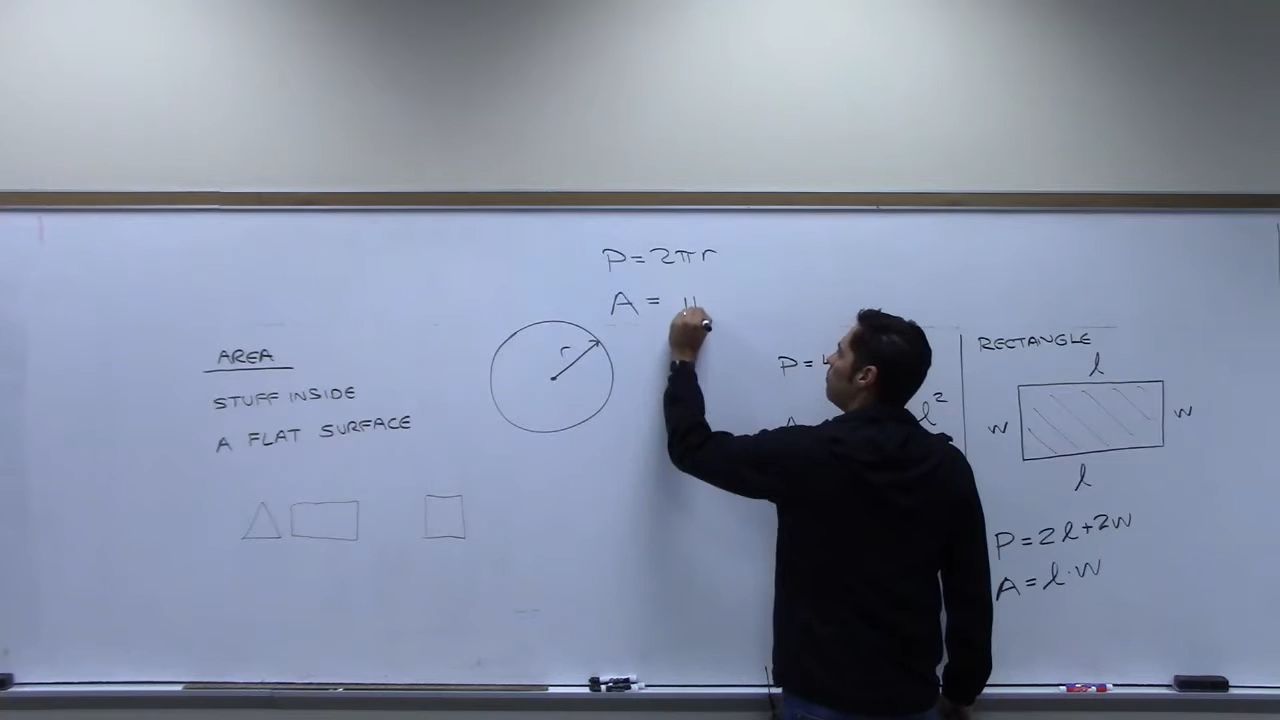 P=2πr
A =
AREA
STUFF INSIDE
A FLAT SURFACE
r
P=4
l²
RECTANGLE
l
w
w
l
P=2l+2w
A=l·w